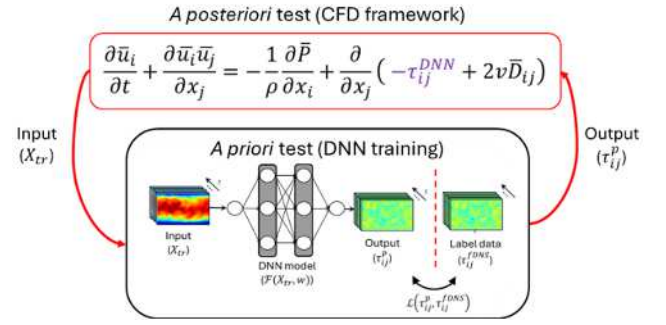 A posteriori test (CFD framework)
∂ū_i/∂t + ∂ū_iū_j/∂x_j = −(1/ρ) ∂P̄/∂x_i + ∂/∂x_j (−τ_ij^DNN + 2νD̄_ij)
Input
(X_tr)
Output
(τ_ij^p)
A priori test (DNN training)
Input
(X_tr)
DNN model
(ℱ(X_tr, w))
Output
(τ_ij^p)
Label data
(τ_ij^fDNS)
ℒ(τ_ij^p, τ_ij^fDNS)